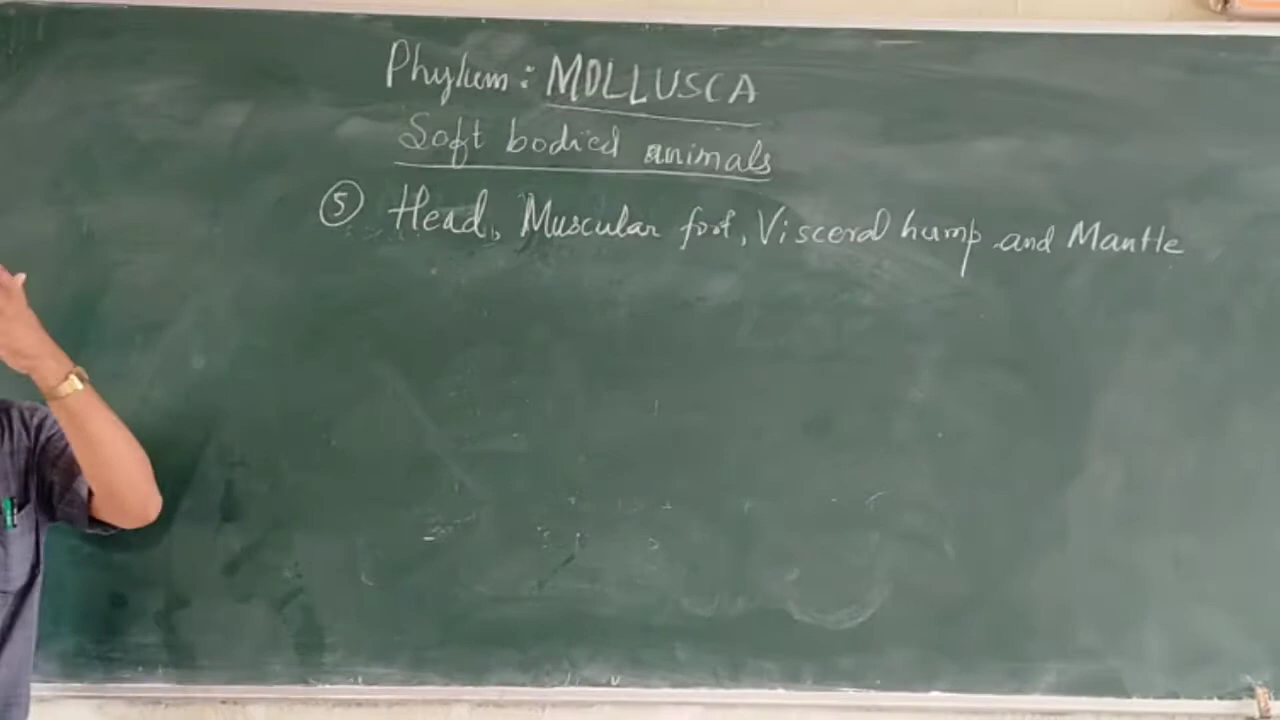 Phylum: MOLLUSCA
Soft bodied animals
⑤ Head, Muscular foot, Visceral hump and Mantle